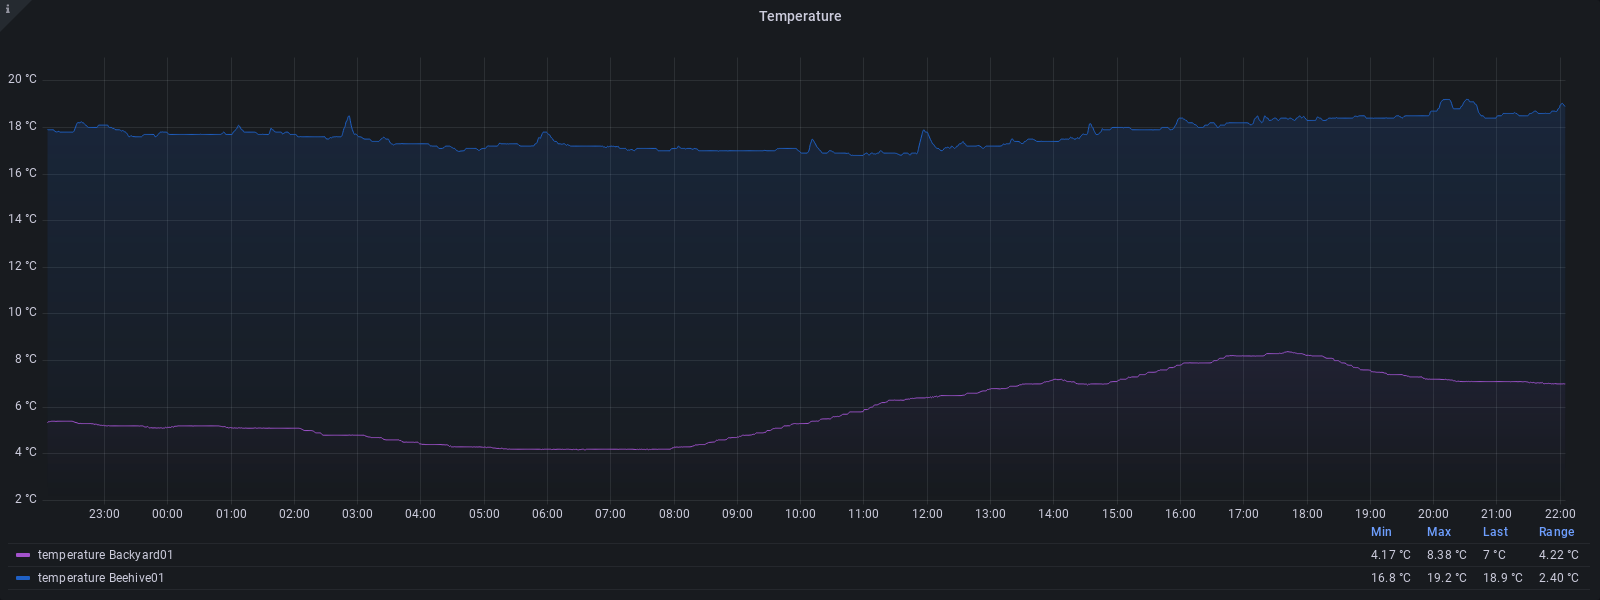 i
Temperature
20 °C
18 °C
16 °C
14 °C
12 °C
10 °C
8 °C
6 °C
4 °C
2 °C
23:00 00:00 01:00 02:00 03:00 04:00 05:00 06:00 07:00 08:00 09:00 10:00 11:00 12:00 13:00 14:00 15:00 16:00 17:00 18:00 19:00 20:00 21:00 22:00
Min Max Last Range
temperature Backyard01 4.17 °C 8.38 °C 7 °C 4.22 °C
temperature Beehive01 16.8 °C 19.2 °C 18.9 °C 2.40 °C